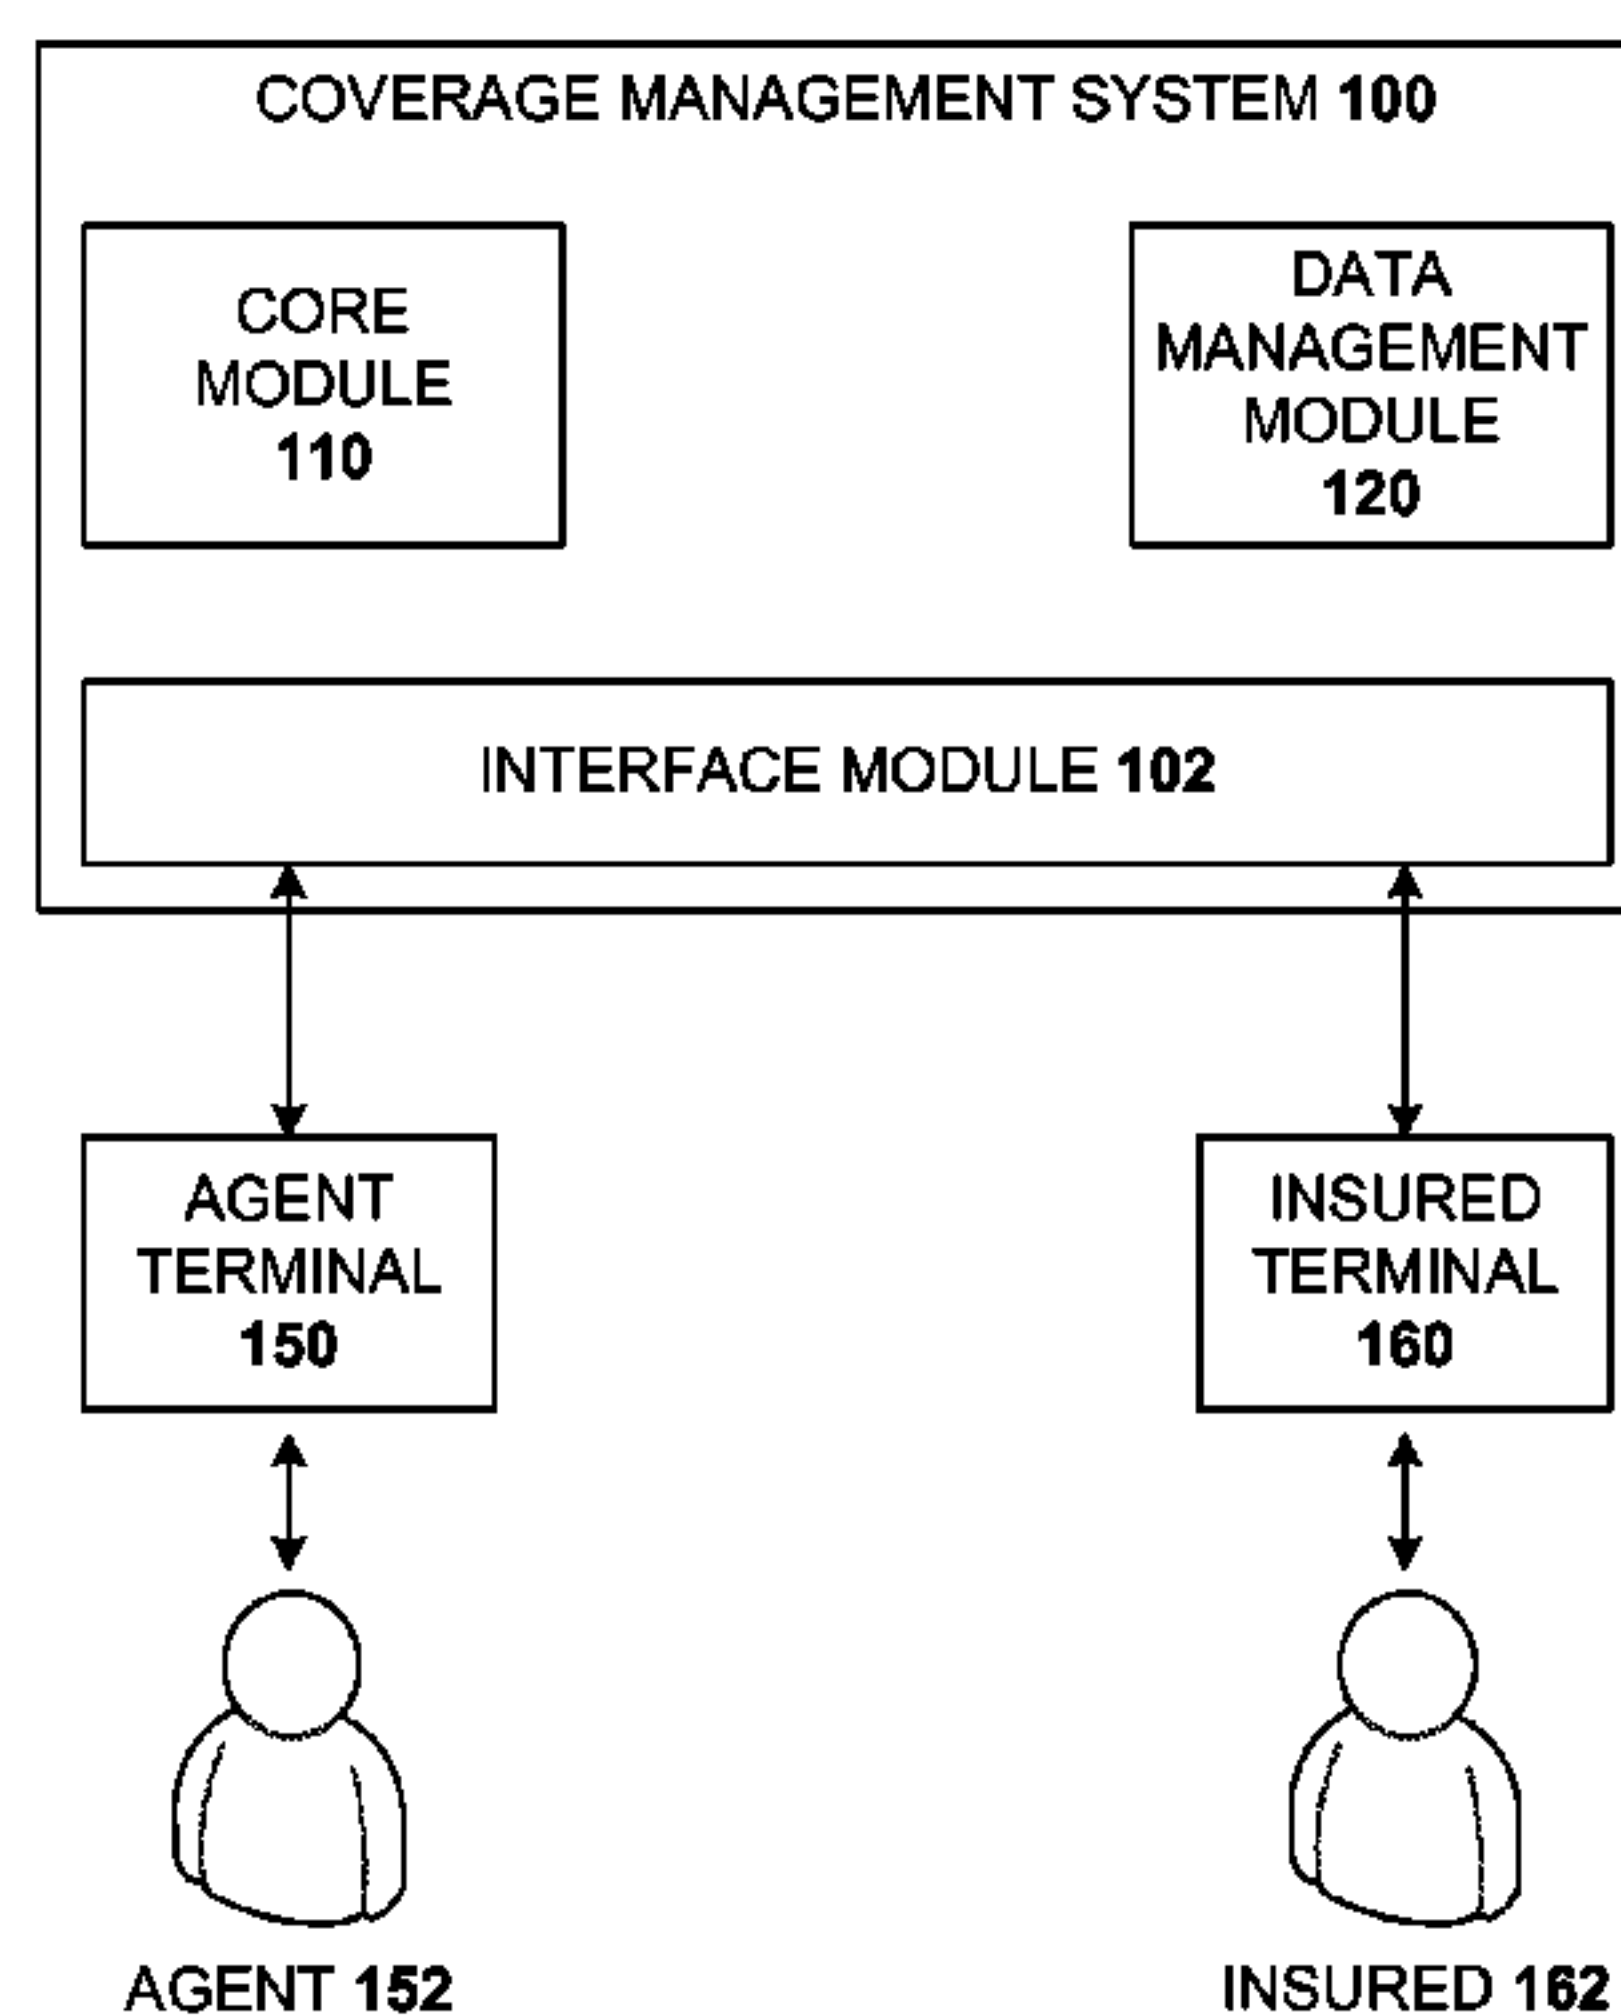 COVERAGE MANAGEMENT SYSTEM 100
CORE
MODULE
110
DATA
MANAGEMENT
MODULE
120
INTERFACE MODULE 102
AGENT
TERMINAL
150
INSURED
TERMINAL
160
AGENT 152
INSURED 162